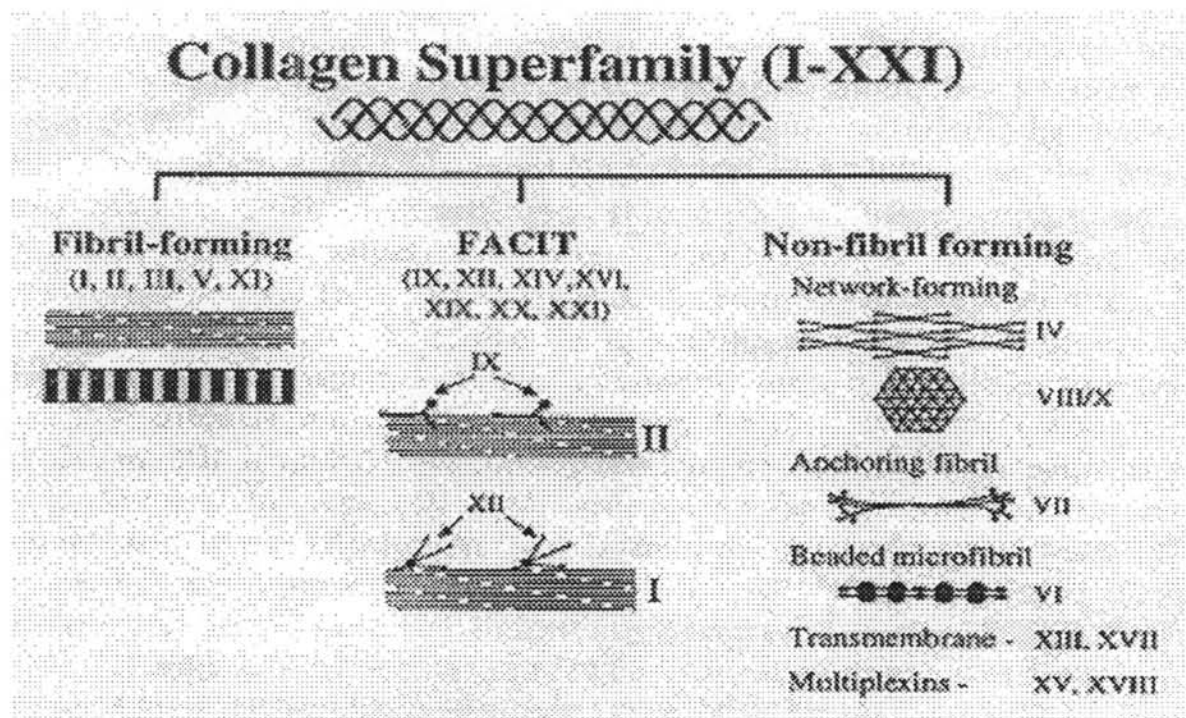 Collagen Superfamily (I-XXI)
Fibril-forming
(I, II, III, V, XI)
FACIT
(IX, XII, XIV,XVI,
XIX, XX, XXI)
IX
II
XII
I
Non-fibril forming
Network-forming
IV
VIII/X
Anchoring fibril
VII
Beaded microfibril
VI
Transmembrane - XIII, XVII
Multiplexins - XV, XVIII